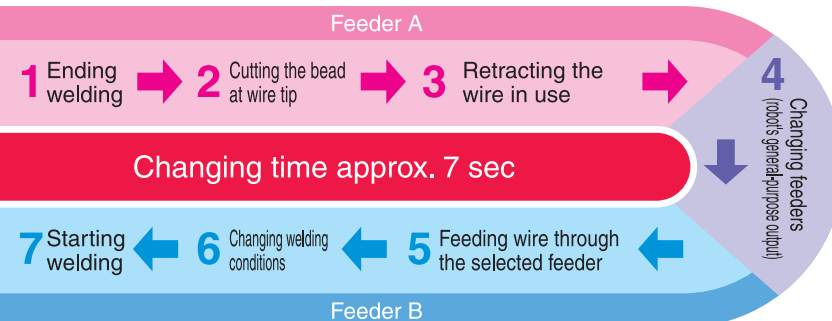 Feeder A
1 Ending
welding
2 Cutting the bead
at wire tip
3 Retracting the
wire in use
4
Changing feeders
(robot's general-purpose output)
Changing time approx. 7 sec
5 Feeding wire through
the selected feeder
6 Changing welding
conditions
7 Starting
welding
Feeder B